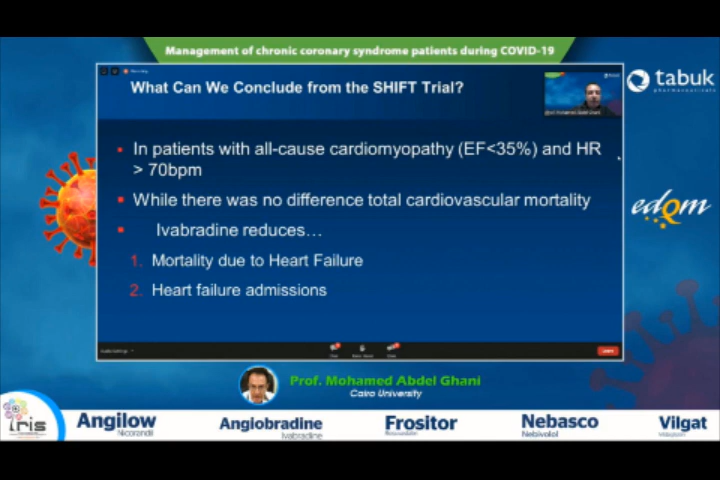 Management of chronic coronary syndrome patients during COVID-19
What Can We Conclude from the SHIFT Trial?
tabuk
pharmaceuticals
In patients with all-cause cardiomyopathy (EF<35%) and HR
> 70bpm
While there was no difference total cardiovascular mortality
edqm
Ivabradine reduces…
1. Mortality due to Heart Failure
2. Heart failure admissions
Prof. Mohamed Abdel Ghani
Cairo University
iris
Angilow
Nicorandil
Angiobradine
Ivabradine
Frositor
Nebasco
Nebivolol
Vilgat